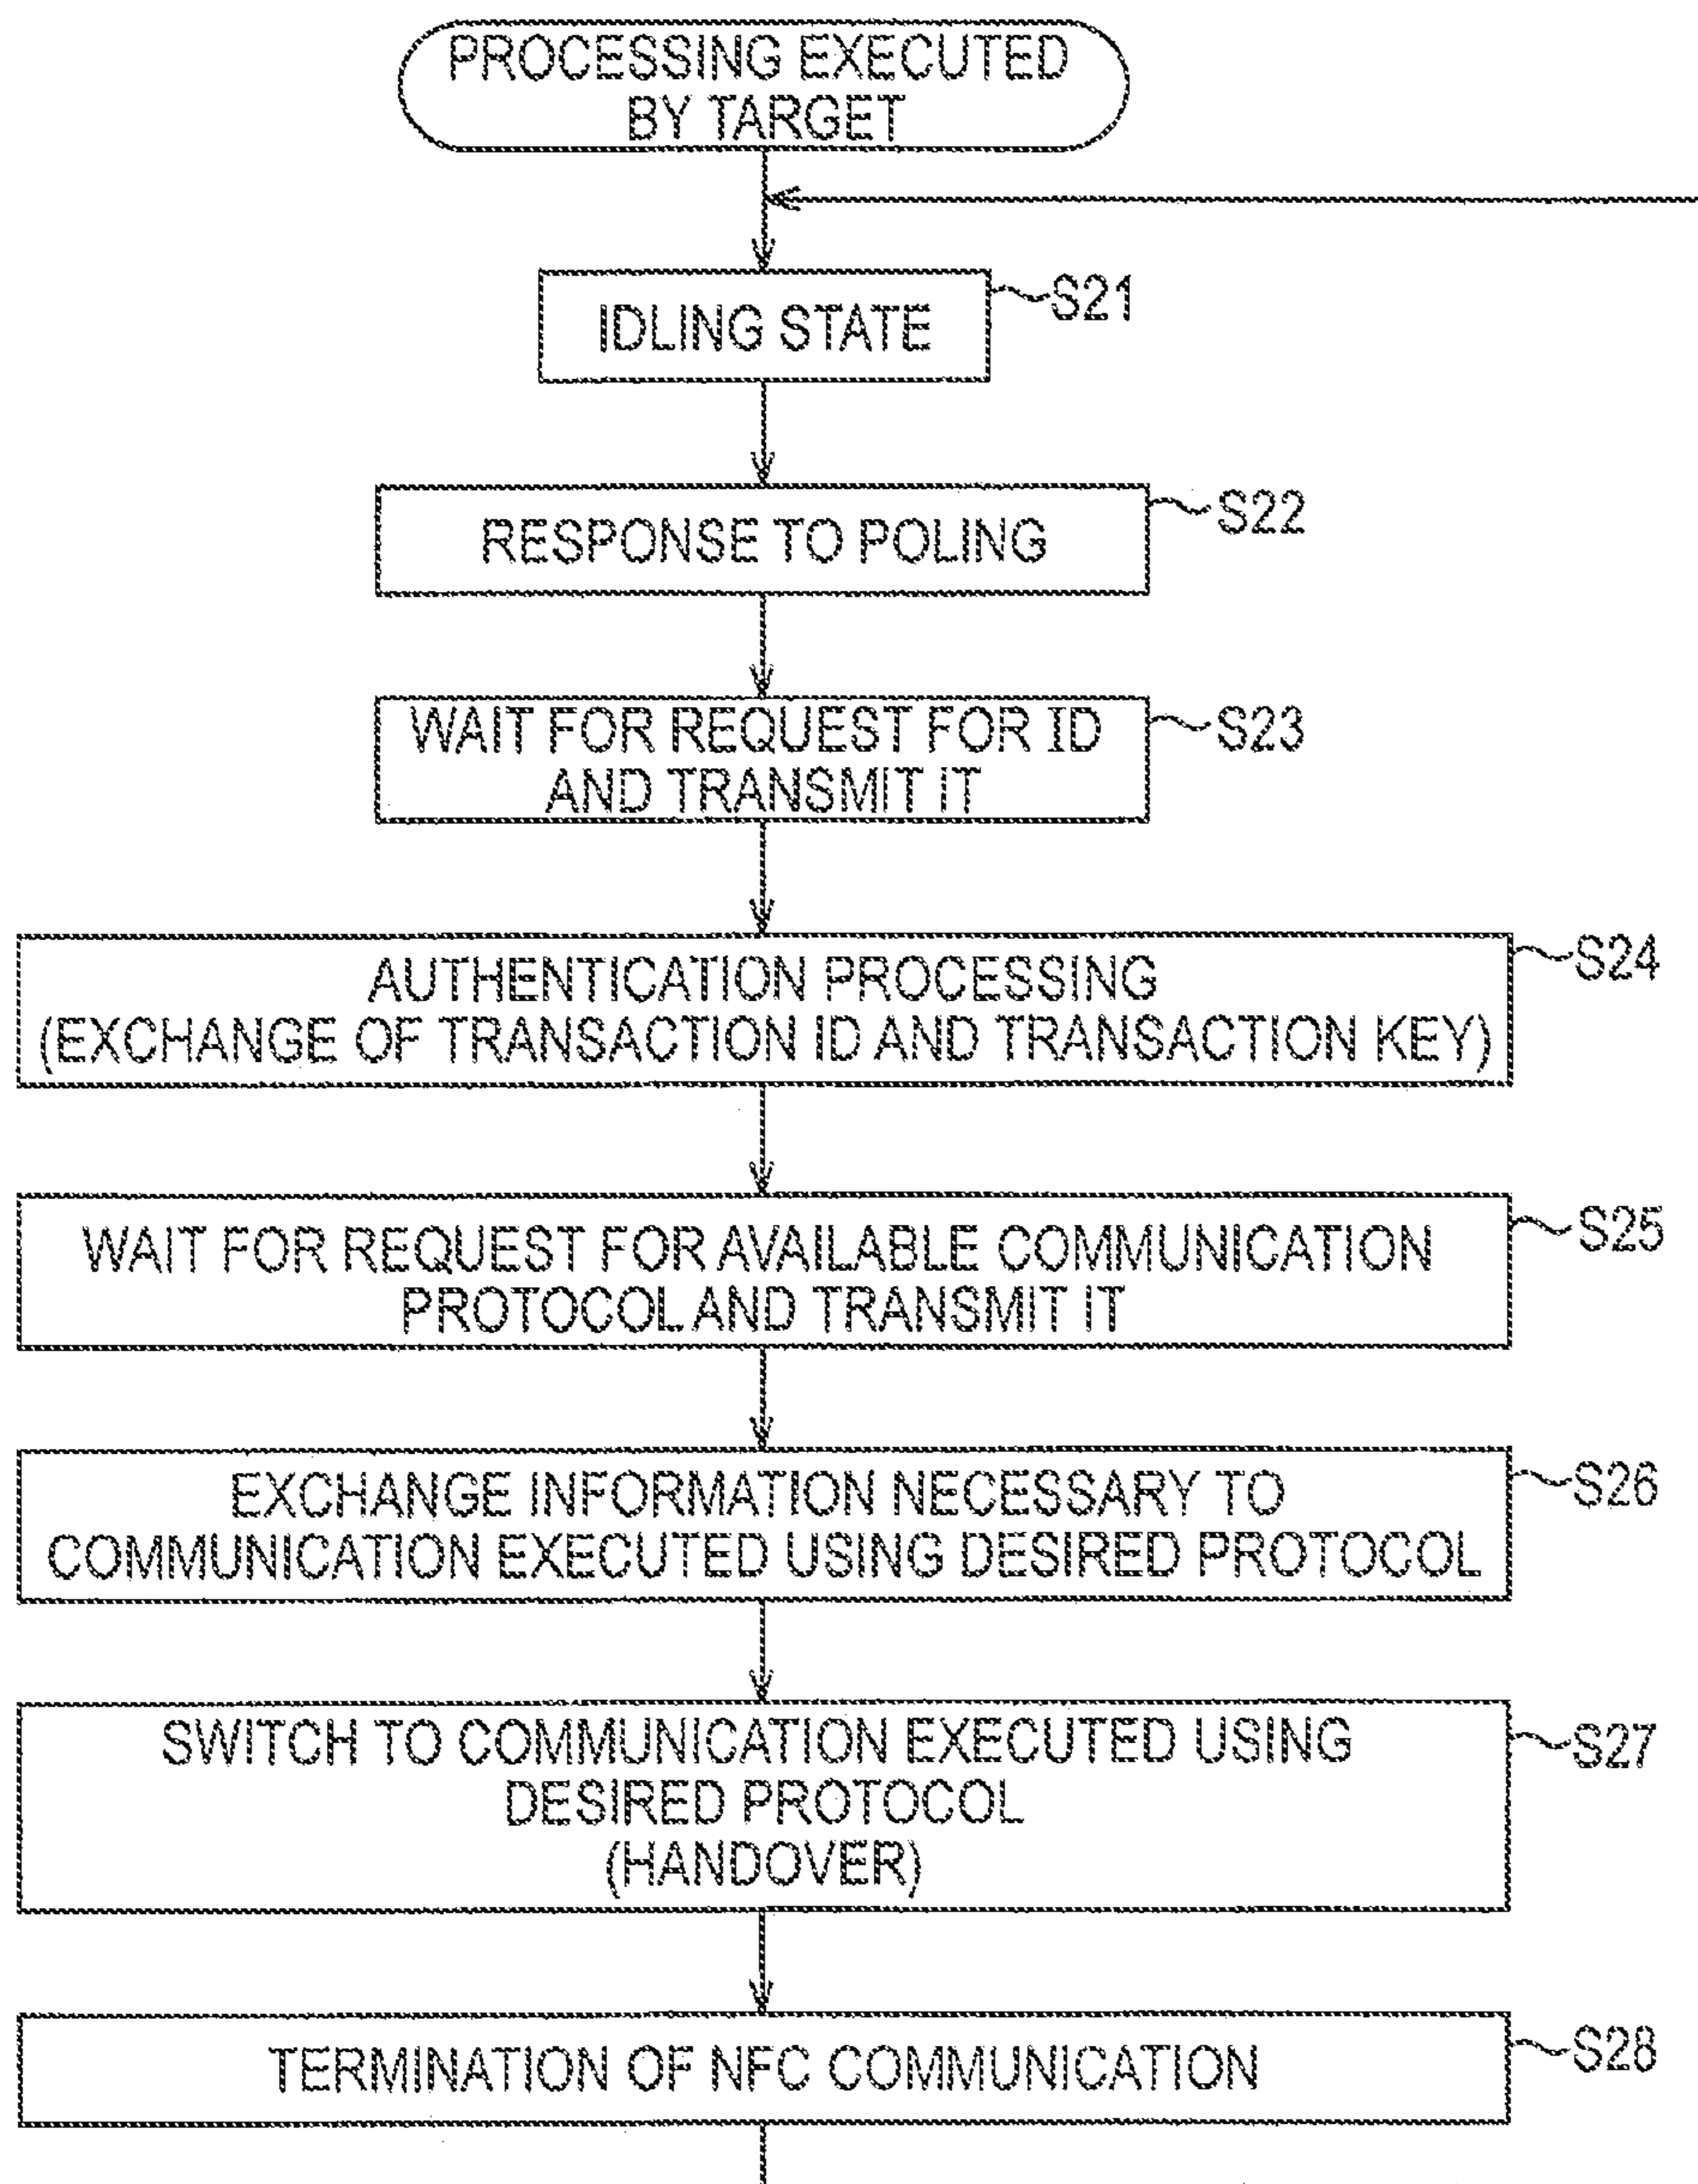 PROCESSING EXECUTED
BY TARGET
IDLING STATE
S21
RESPONSE TO POLING
S22
WAIT FOR REQUEST FOR ID
AND TRANSMIT IT
S23
AUTHENTICATION PROCESSING
(EXCHANGE OF TRANSACTION ID AND TRANSACTION KEY)
S24
WAIT FOR REQUEST FOR AVAILABLE COMMUNICATION
PROTOCOL AND TRANSMIT IT
S25
EXCHANGE INFORMATION NECESSARY TO
COMMUNICATION EXECUTED USING DESIRED PROTOCOL
S26
SWITCH TO COMMUNICATION EXECUTED USING
DESIRED PROTOCOL
(HANDOVER)
S27
TERMINATION OF NFC COMMUNICATION
S28